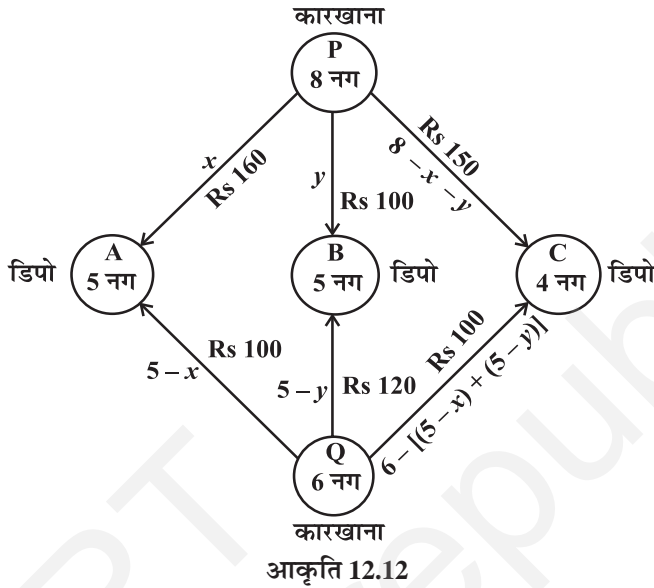 कारखाना
P
8 नग
x
Rs 160
y
Rs 100
Rs 150
8 – x – y
डिपो
A
5 नग
B
5 नग
डिपो
C
4 नग
डिपो
5 – x
Rs 100
5 – y
Rs 120
Rs 100
6 – [(5 – x) + (5 – y)]
Q
6 नग
कारखाना
आकृति 12.12